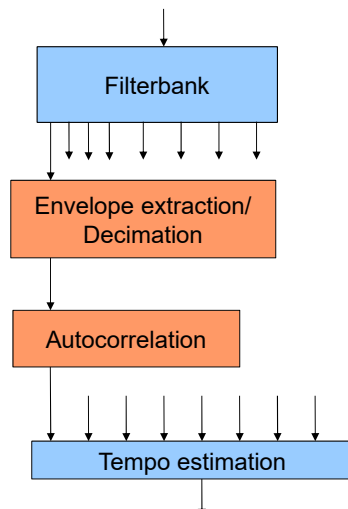 Filterbank
Envelope extraction/
Decimation
Autocorrelation
Tempo estimation